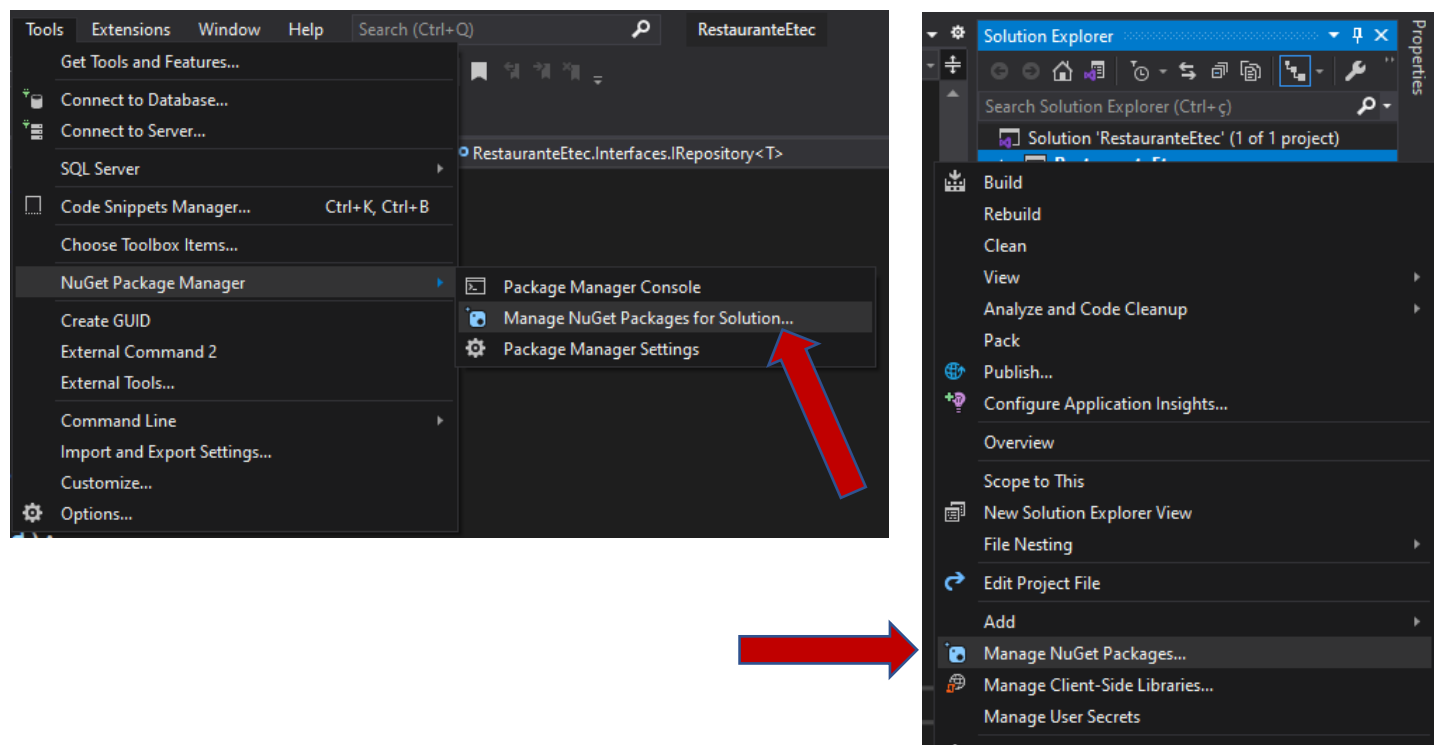 Tools Extensions Window Help Search (Ctrl+Q) RestauranteEtec
Get Tools and Features...
Connect to Database...
Connect to Server...
SQL Server
Code Snippets Manager... Ctrl+K, Ctrl+B
Choose Toolbox Items...
NuGet Package Manager
Create GUID
External Command 2
External Tools...
Command Line
Import and Export Settings...
Customize...
Options...
RestauranteEtec.Interfaces.IRepository<T>
Package Manager Console
Manage NuGet Packages for Solution...
Package Manager Settings
Solution Explorer
Properties
Search Solution Explorer (Ctrl+ç)
Solution 'RestauranteEtec' (1 of 1 project)
Build
Rebuild
Clean
View
Analyze and Code Cleanup
Pack
Publish...
Configure Application Insights...
Overview
Scope to This
New Solution Explorer View
File Nesting
Edit Project File
Add
Manage NuGet Packages...
Manage Client-Side Libraries...
Manage User Secrets